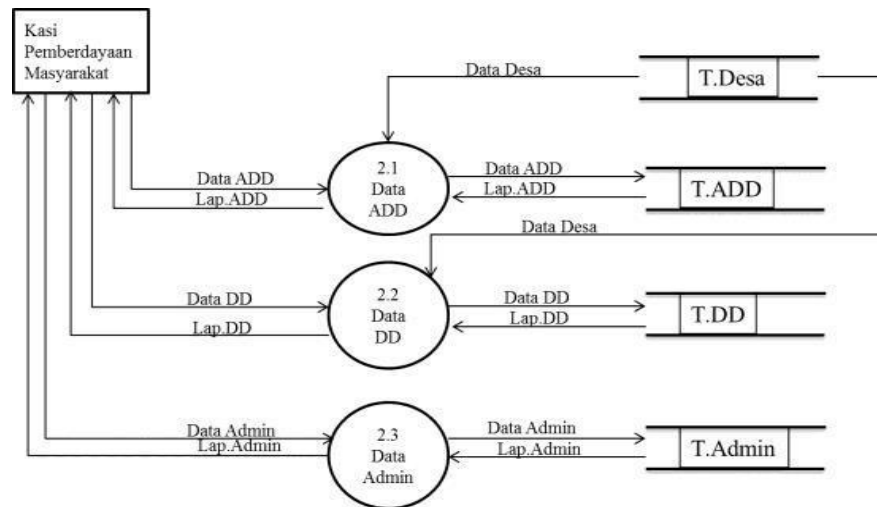 Kasi
Pemberdayaan
Masyarakat
Data Desa
T.Desa
2.1
Data
ADD
Data ADD
Lap.ADD
Data ADD
Lap.ADD
T.ADD
Data Desa
2.2
Data
DD
Data DD
Lap.DD
Data DD
Lap.DD
T.DD
2.3
Data
Admin
Data Admin
Lap.Admin
Data Admin
Lap.Admin
T.Admin